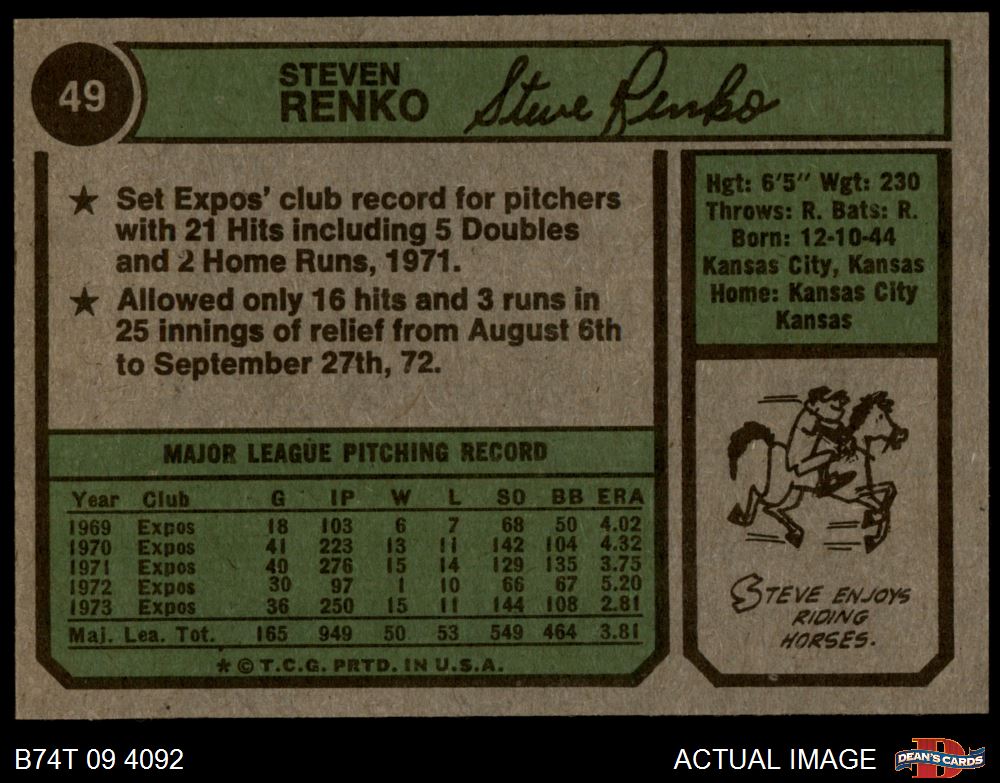 49
STEVEN
RENKO
Steve Renko
★ Set Expos' club record for pitchers
with 21 Hits including 5 Doubles
and 2 Home Runs, 1971.
★ Allowed only 16 hits and 3 runs in
25 innings of relief from August 6th
to September 27th, 72.
Hgt: 6'5" Wgt: 230
Throws: R. Bats: R.
Born: 12-10-44
Kansas City, Kansas
Home: Kansas City
Kansas
MAJOR LEAGUE PITCHING RECORD
Year Club G IP W L SO BB ERA
1969 Expos 18 103 6 7 68 50 4.02
1970 Expos 41 223 13 11 142 104 4.32
1971 Expos 40 276 15 14 129 135 3.75
1972 Expos 30 97 1 10 66 67 5.20
1973 Expos 36 250 15 11 144 108 2.81
Maj. Lea. Tot. 165 949 50 53 549 464 3.81
* © T.C.G. PRTD. IN U.S.A.
STEVE ENJOYS
RIDING
HORSES.
B74T 09 4092
ACTUAL IMAGE
D
DEAN'S CARDS